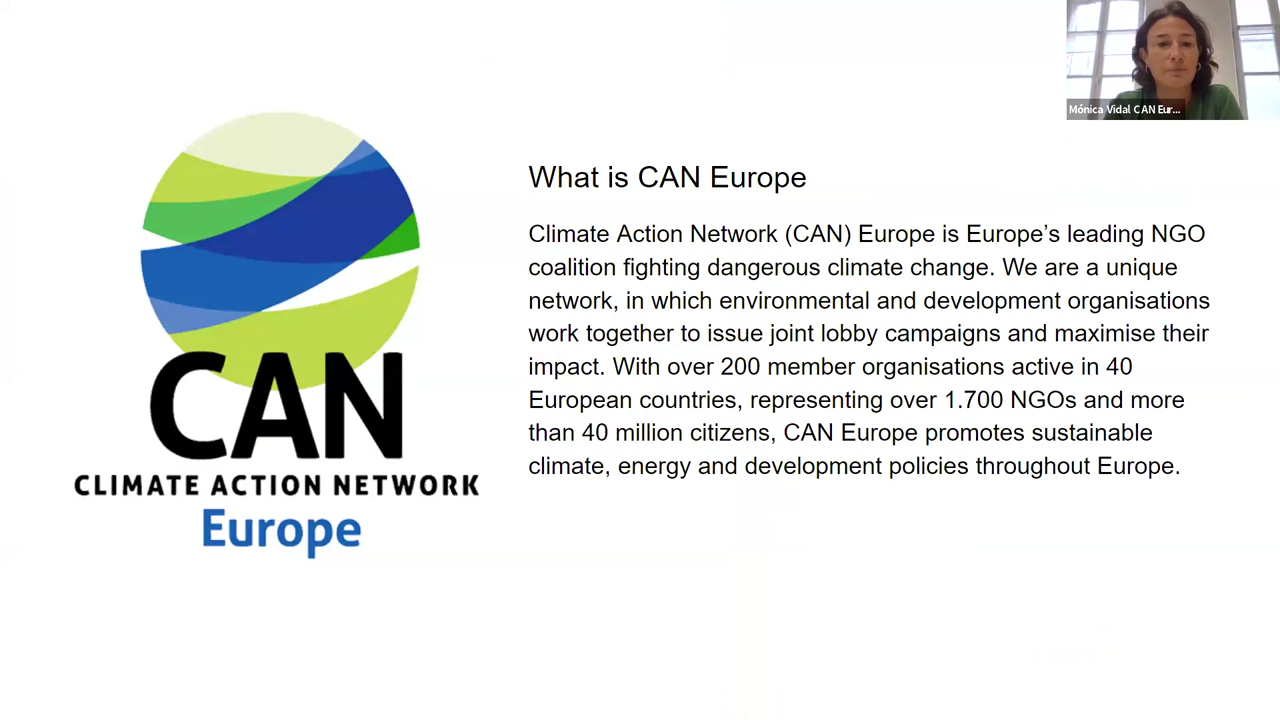 Mónica Vidal CAN Eur...
What is CAN Europe
Climate Action Network (CAN) Europe is Europe’s leading NGO
coalition fighting dangerous climate change. We are a unique
network, in which environmental and development organisations
work together to issue joint lobby campaigns and maximise their
impact. With over 200 member organisations active in 40
European countries, representing over 1.700 NGOs and more
than 40 million citizens, CAN Europe promotes sustainable
climate, energy and development policies throughout Europe.
CAN
CLIMATE ACTION NETWORK
Europe